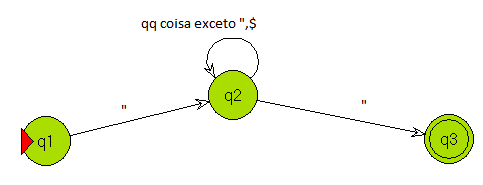 qq coisa exceto ",$
q2
"
"
q1
q3